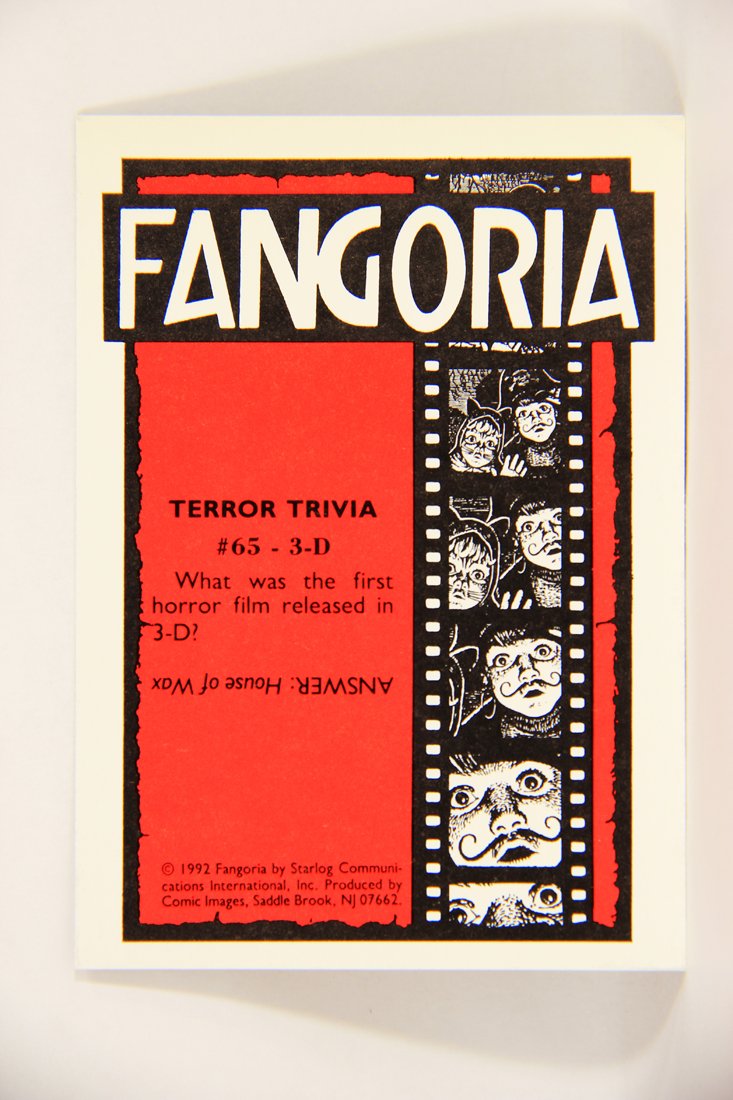 FANGORIA
TERROR TRIVIA
#65 - 3-D
What was the first
horror film released in
3-D?
ANSWER: House of Wax
© 1992 Fangoria by Starlog Communi-
cations International, Inc. Produced by
Comic Images, Saddle Brook, NJ 07662.